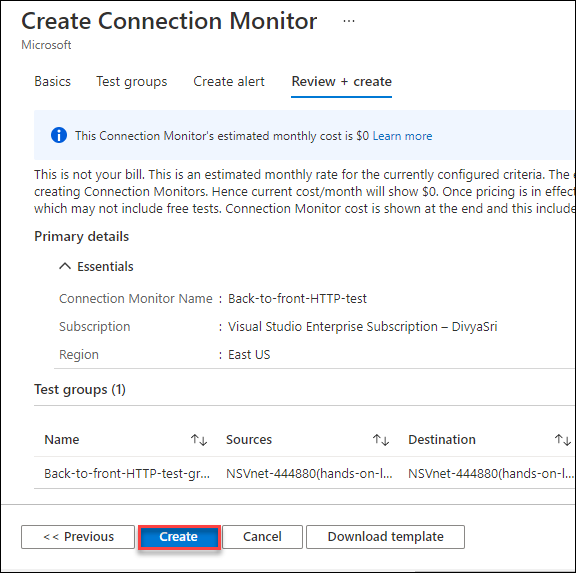 Create Connection Monitor ...
Microsoft
Basics Test groups Create alert Review + create
This Connection Monitor's estimated monthly cost is $0 Learn more
This is not your bill. This is an estimated monthly rate for the currently configured criteria. The
creating Connection Monitors. Hence current cost/month will show $0. Once pricing is in effect
which may not include free tests. Connection Monitor cost is shown at the end and this include
Primary details
Essentials
Connection Monitor Name : Back-to-front-HTTP-test
Subscription : Visual Studio Enterprise Subscription – DivyaSri
Region : East US
Test groups (1)
Name Sources Destination
Back-to-front-HTTP-test-gr... NSVnet-444880(hands-on-l... NSVnet-444880(hands-on-l...
<< Previous Create Cancel Download template